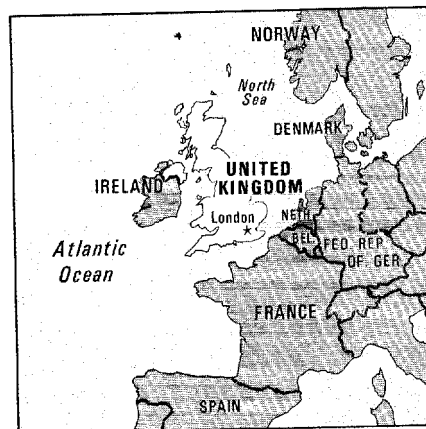 NORWAY
North
Sea
DENMARK
UNITED
KINGDOM
IRELAND
London
NETH.
BEL.
FED. REP.
OF. GER
Atlantic
Ocean
FRANCE
SPAIN